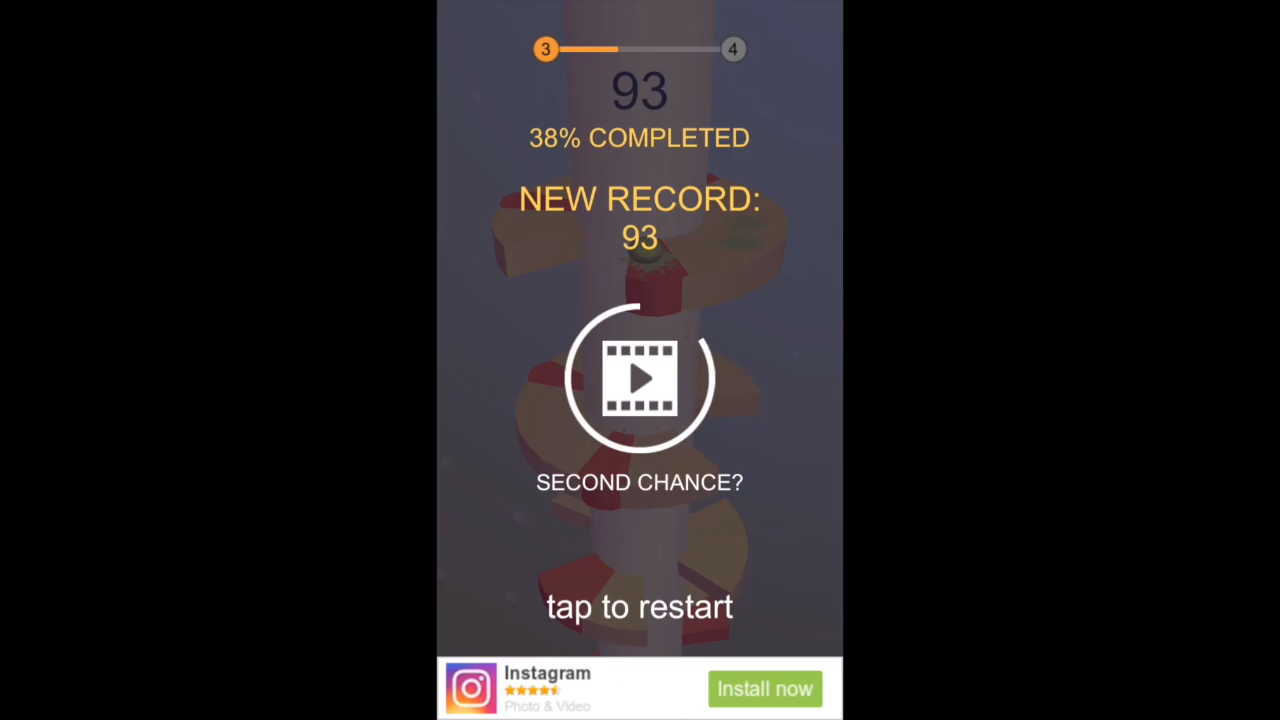 3 4
93
38% COMPLETED
NEW RECORD:
93
SECOND CHANCE?
tap to restart
Instagram
Photo & Video
Install now